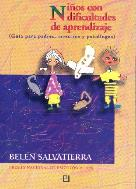 Niños con
dificultades
de aprendizaje
(Guía para padres, maestros y psicólogos)
BELÉN SALVATIERRA